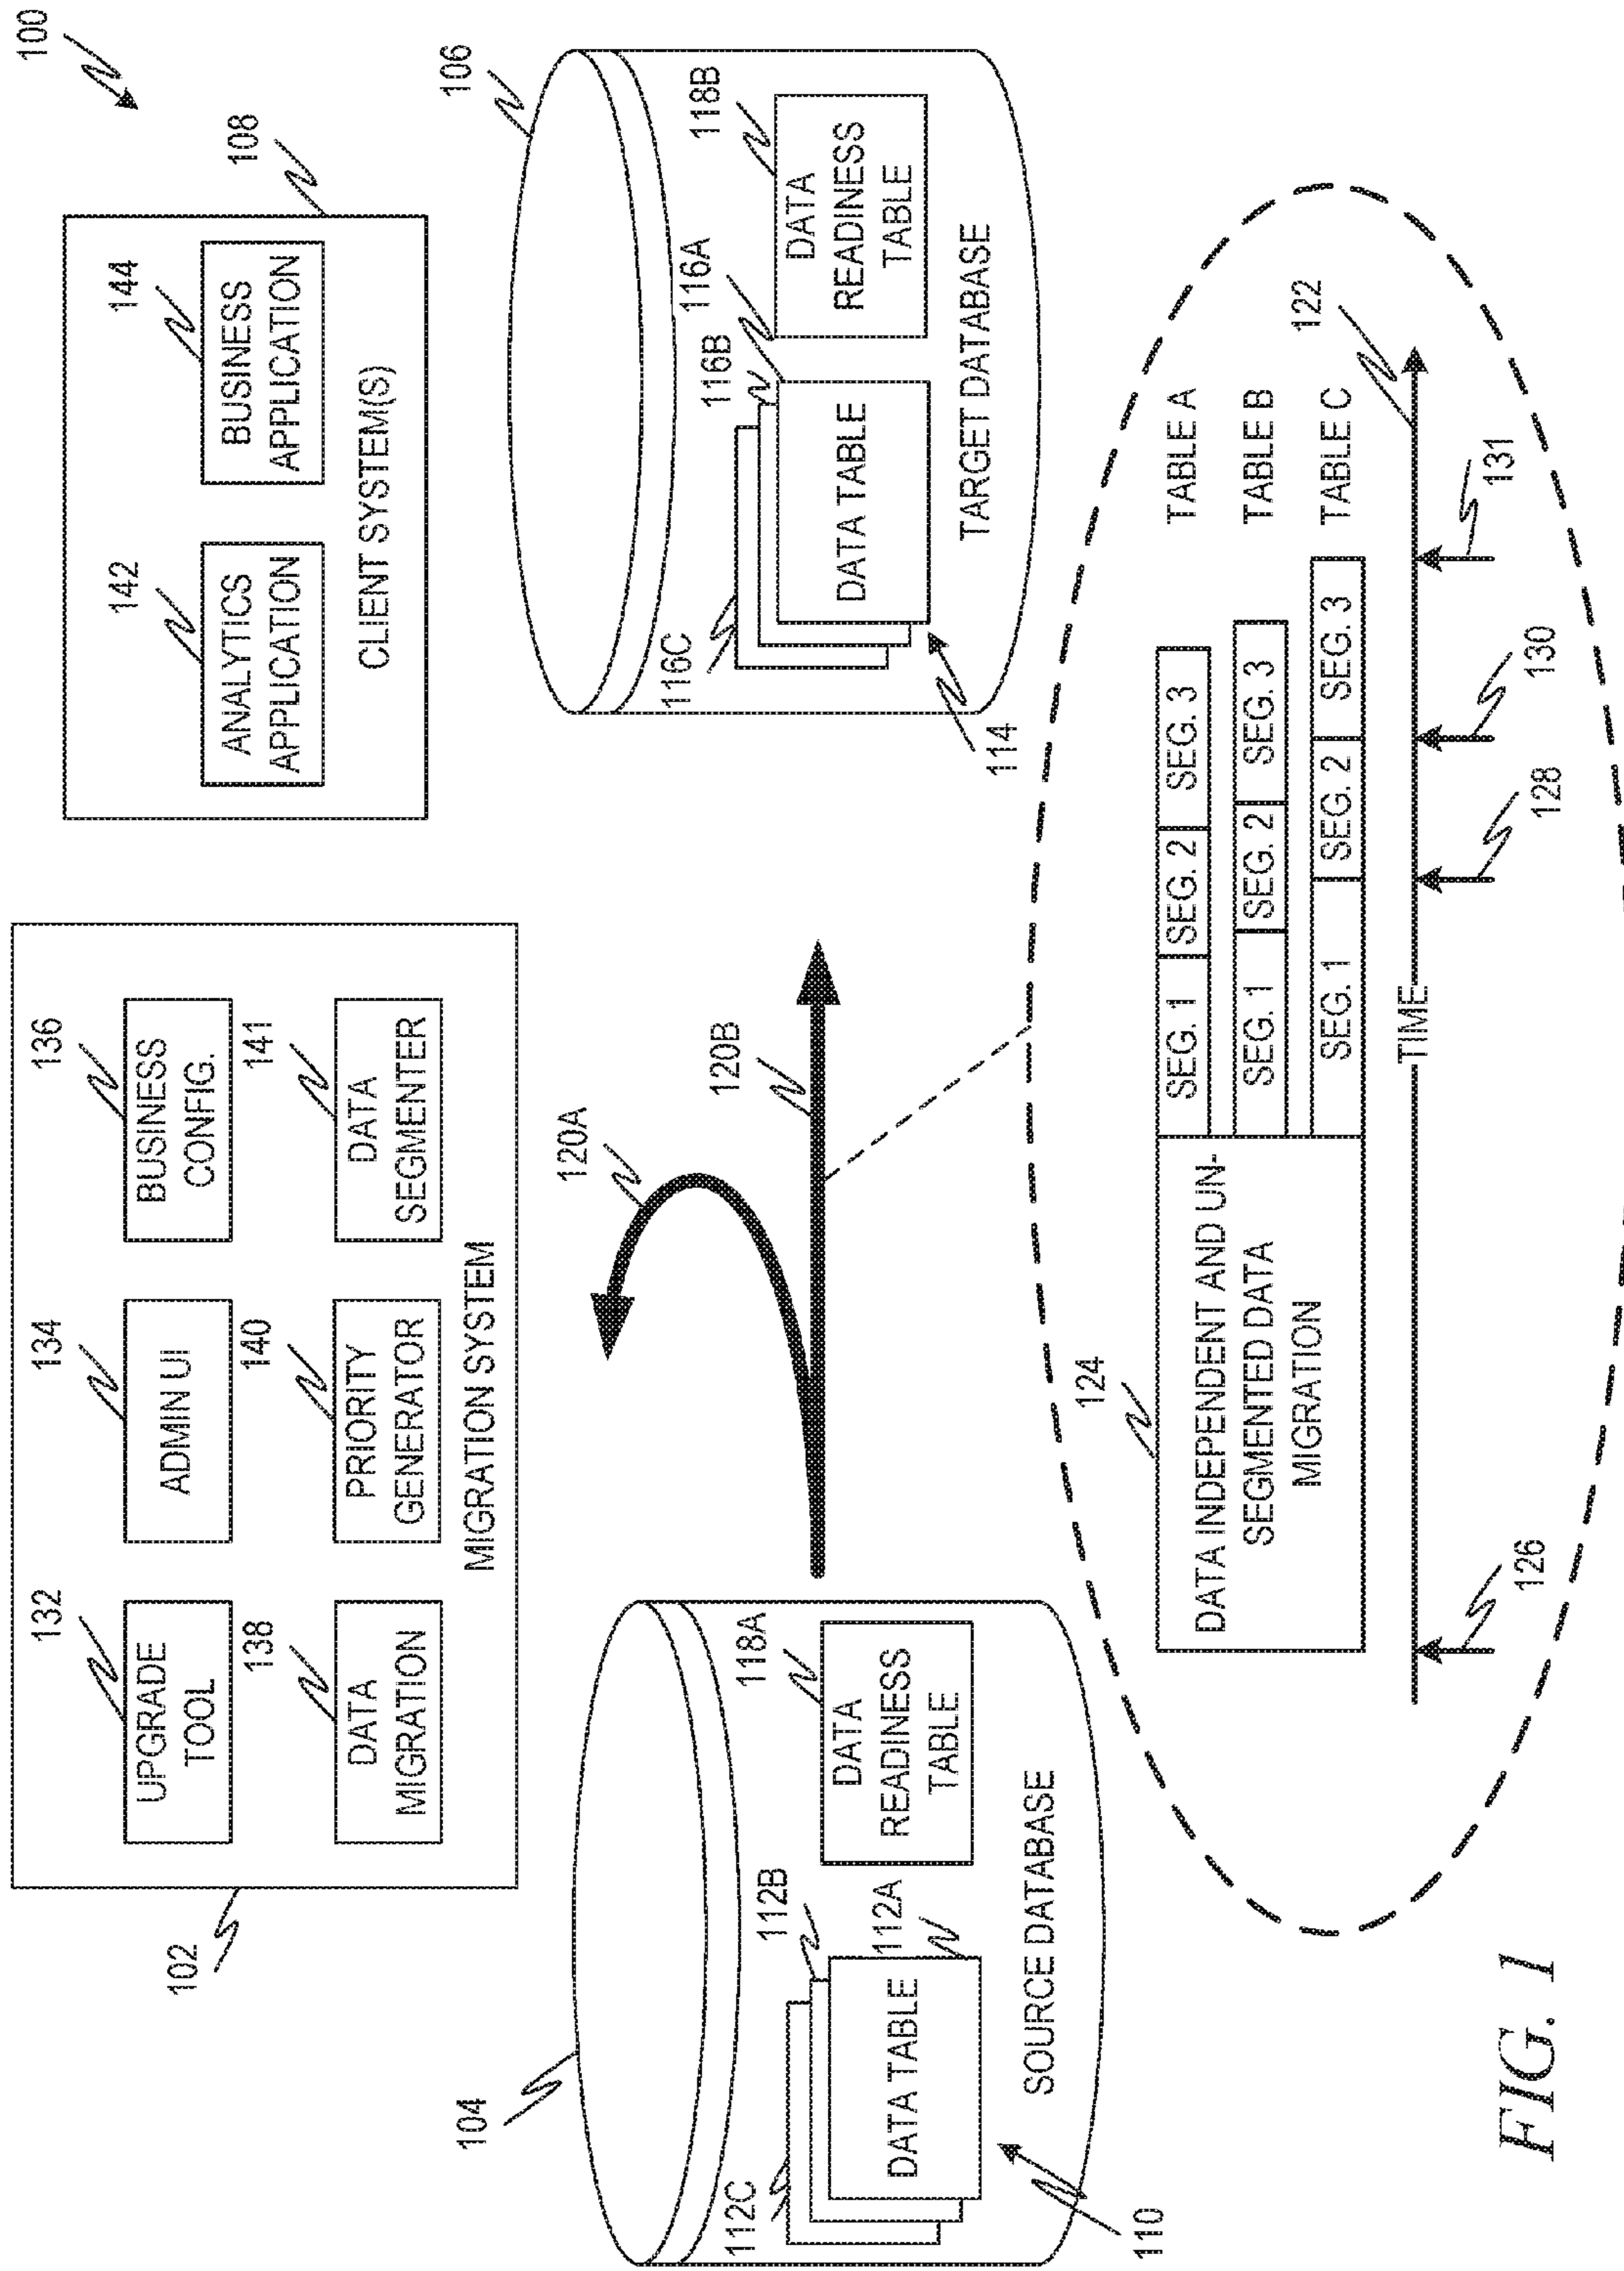 100
102
132
UPGRADE
TOOL
134
ADMIN UI
136
BUSINESS
CONFIG.
138
DATA
MIGRATION
140
PRIORITY
GENERATOR
141
DATA
SEGMENTER
MIGRATION SYSTEM
108
142
ANALYTICS
APPLICATION
144
BUSINESS
APPLICATION
CLIENT SYSTEM(S)
104
112C
112B
112A
DATA TABLE
110
118A
DATA
READINESS
TABLE
SOURCE DATABASE
120A
120B
106
116C
116B
116A
DATA TABLE
114
118B
DATA
READINESS
TABLE
TARGET DATABASE
124
DATA INDEPENDENT AND UN-
SEGMENTED DATA
MIGRATION
SEG. 1 SEG. 2 SEG. 3 TABLE A
SEG. 1 SEG. 2 SEG. 3 TABLE B
SEG. 1 SEG. 2 SEG. 3 TABLE C
TIME
122
126
128
130
131
FIG. 1